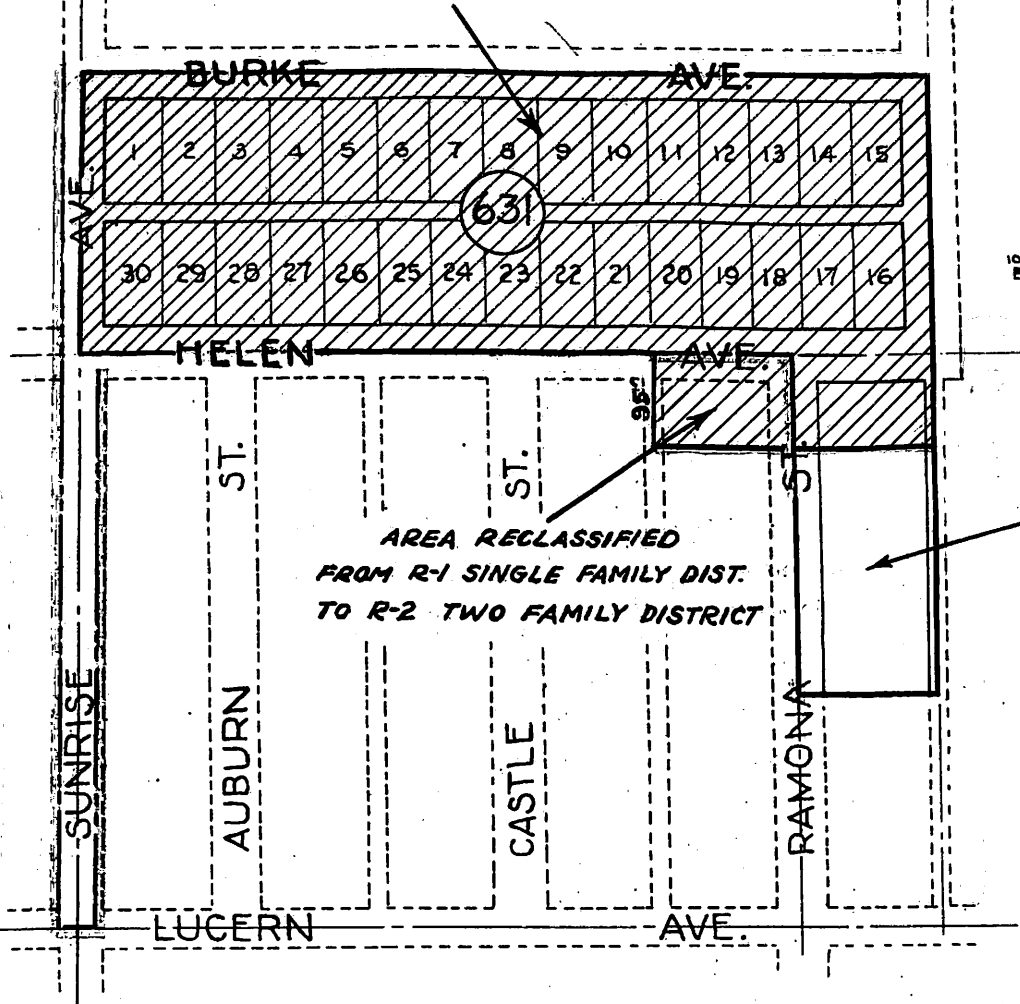 BURKE AVE.
1 2 3 4 5 6 7 8 9 10 11 12 13 14 15
631
AVE.
30 29 28 27 26 25 24 23 22 21 20 19 18 17 16
HELEN AVE.
95'
ST.
ST.
ST.
AREA RECLASSIFIED
FROM R-1 SINGLE FAMILY DIST.
TO R-2 TWO FAMILY DISTRICT
SUNRISE
AUBURN
CASTLE
RAMONA
LUCERN AVE.